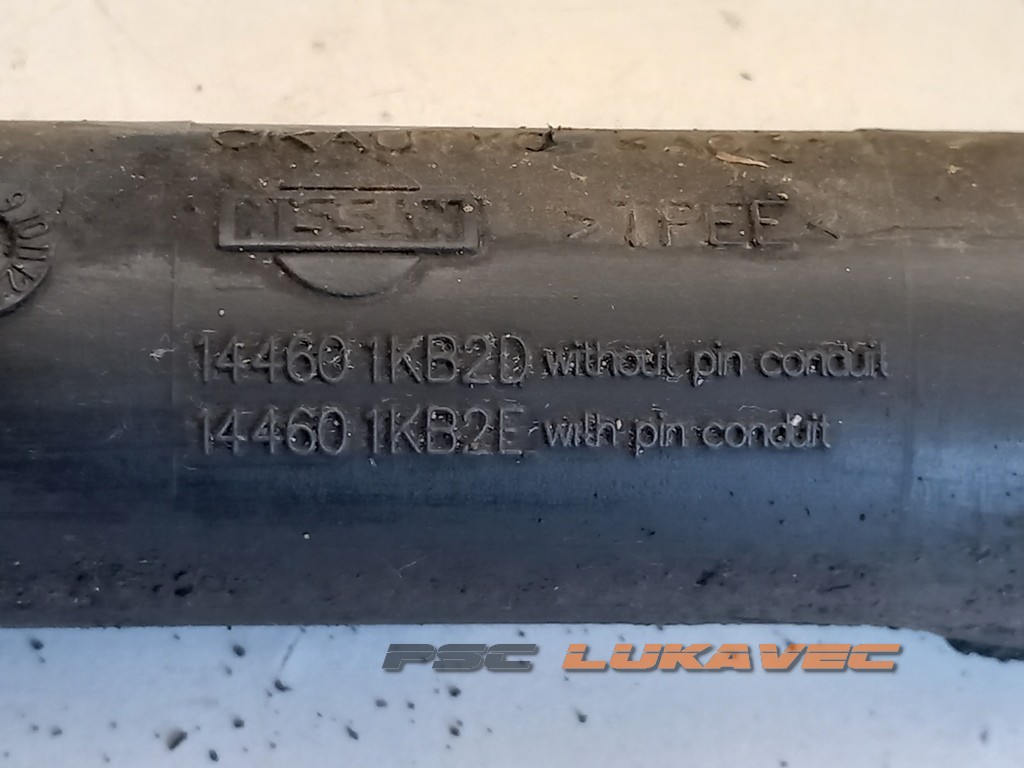 NISSAN
>TPEE<
14460 1KB2D without pin conduit
14460 1KB2E with pin conduit
PSC LUKAVEC